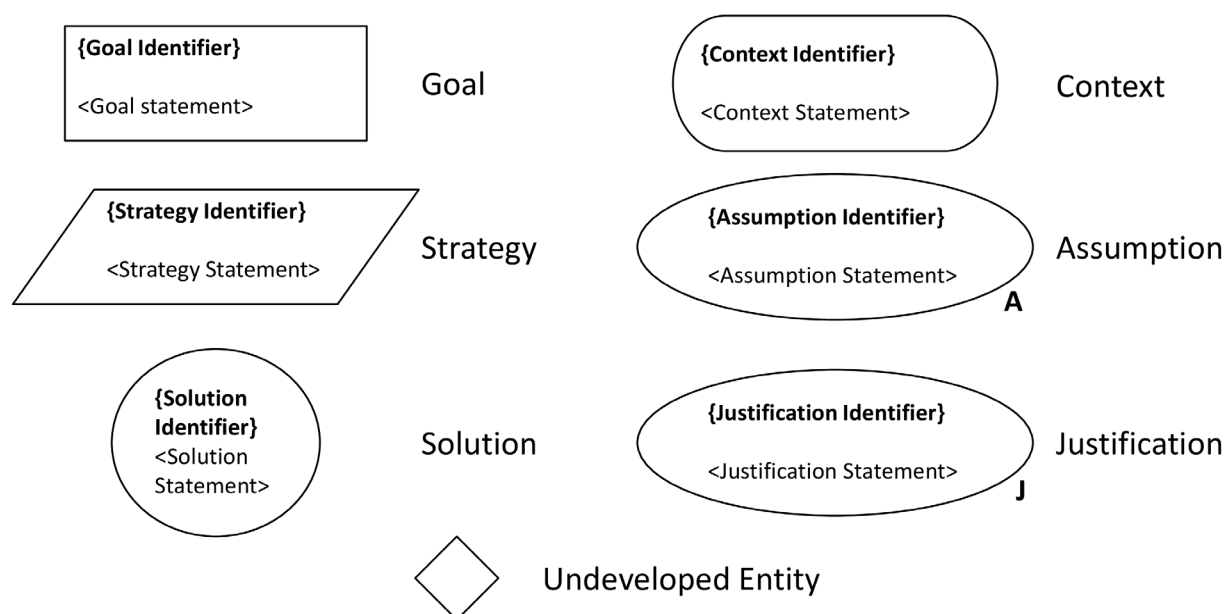 {Goal Identifier}
<Goal statement>
Goal
{Context Identifier}
<Context Statement>
Context
{Strategy Identifier}
<Strategy Statement>
Strategy
{Assumption Identifier}
<Assumption Statement>
A
Assumption
{Solution
Identifier}
<Solution
Statement>
Solution
{Justification Identifier}
<Justification Statement>
J
Justification
Undeveloped Entity